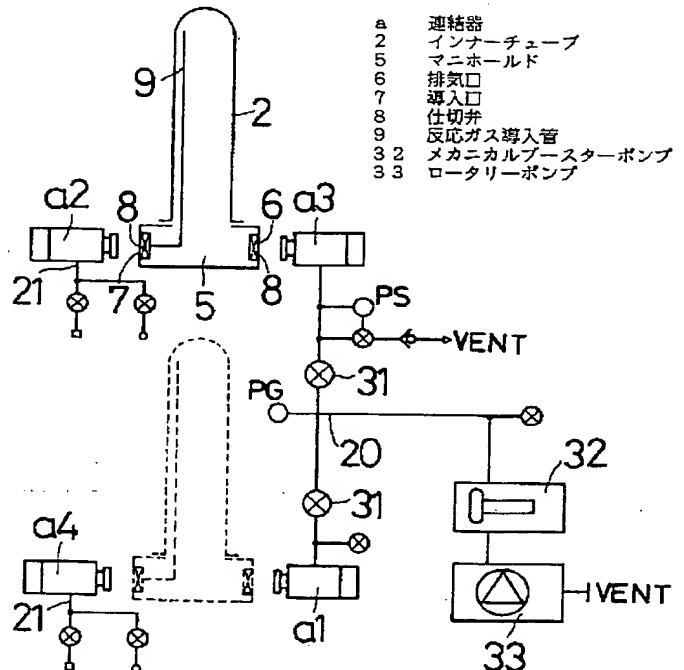 a 連結器
2 インナーチューブ
5 マニホールド
6 排気口
7 導入口
8 仕切弁
9 反応ガス導入管
32 メカニカルブースターポンプ
33 ロータリーポンプ
9
2
a2
8
6
a3
21
7
5
8
PS
VENT
31
PG
20
32
31
a4
21
a1
33
VENT